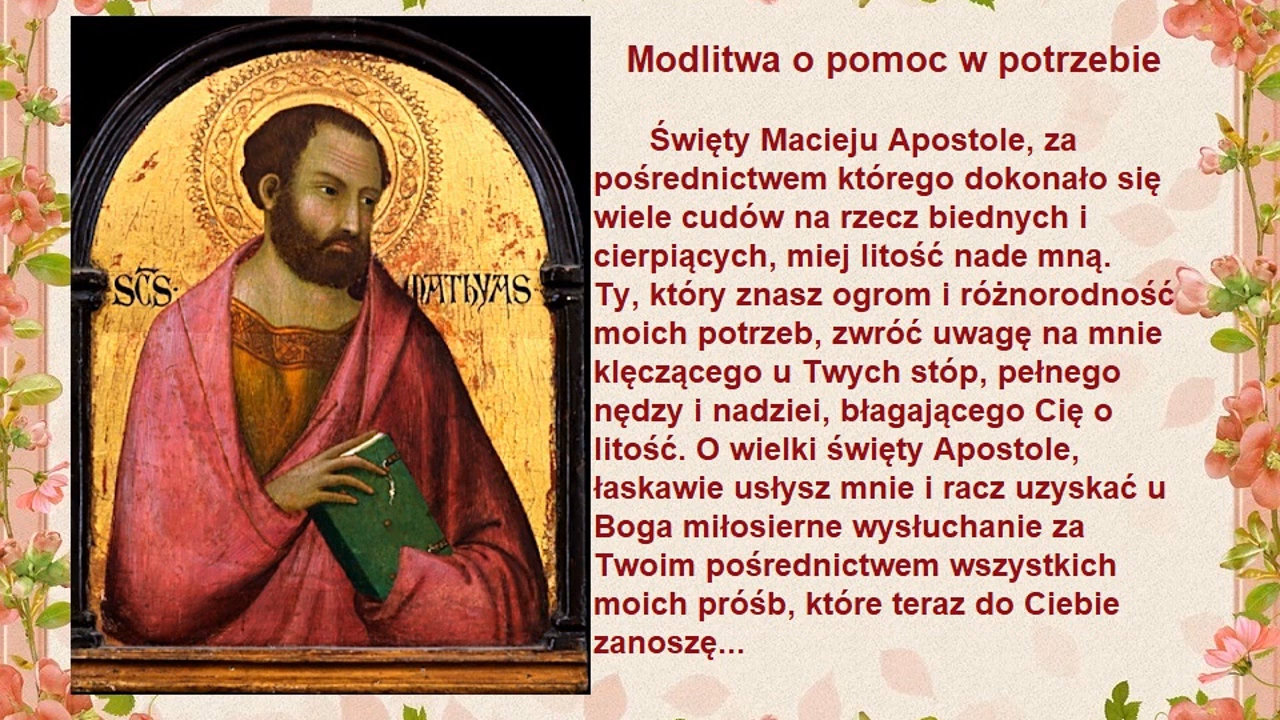 Modlitwa o pomoc w potrzebie
Święty Macieju Apostole, za
pośrednictwem którego dokonało się
wiele cudów na rzecz biednych i
cierpiących, miej litość nade mną.
Ty, który znasz ogrom i różnorodność
moich potrzeb, zwróć uwagę na mnie
klęczącego u Twych stóp, pełnego
nędzy i nadziei, błagającego Cię o
litość. O wielki święty Apostole,
łaskawie usłysz mnie i racz uzyskać u
Boga miłosierne wysłuchanie za
Twoim pośrednictwem wszystkich
moich próśb, które teraz do Ciebie
zanoszę...
SC̃S· MATHYAS